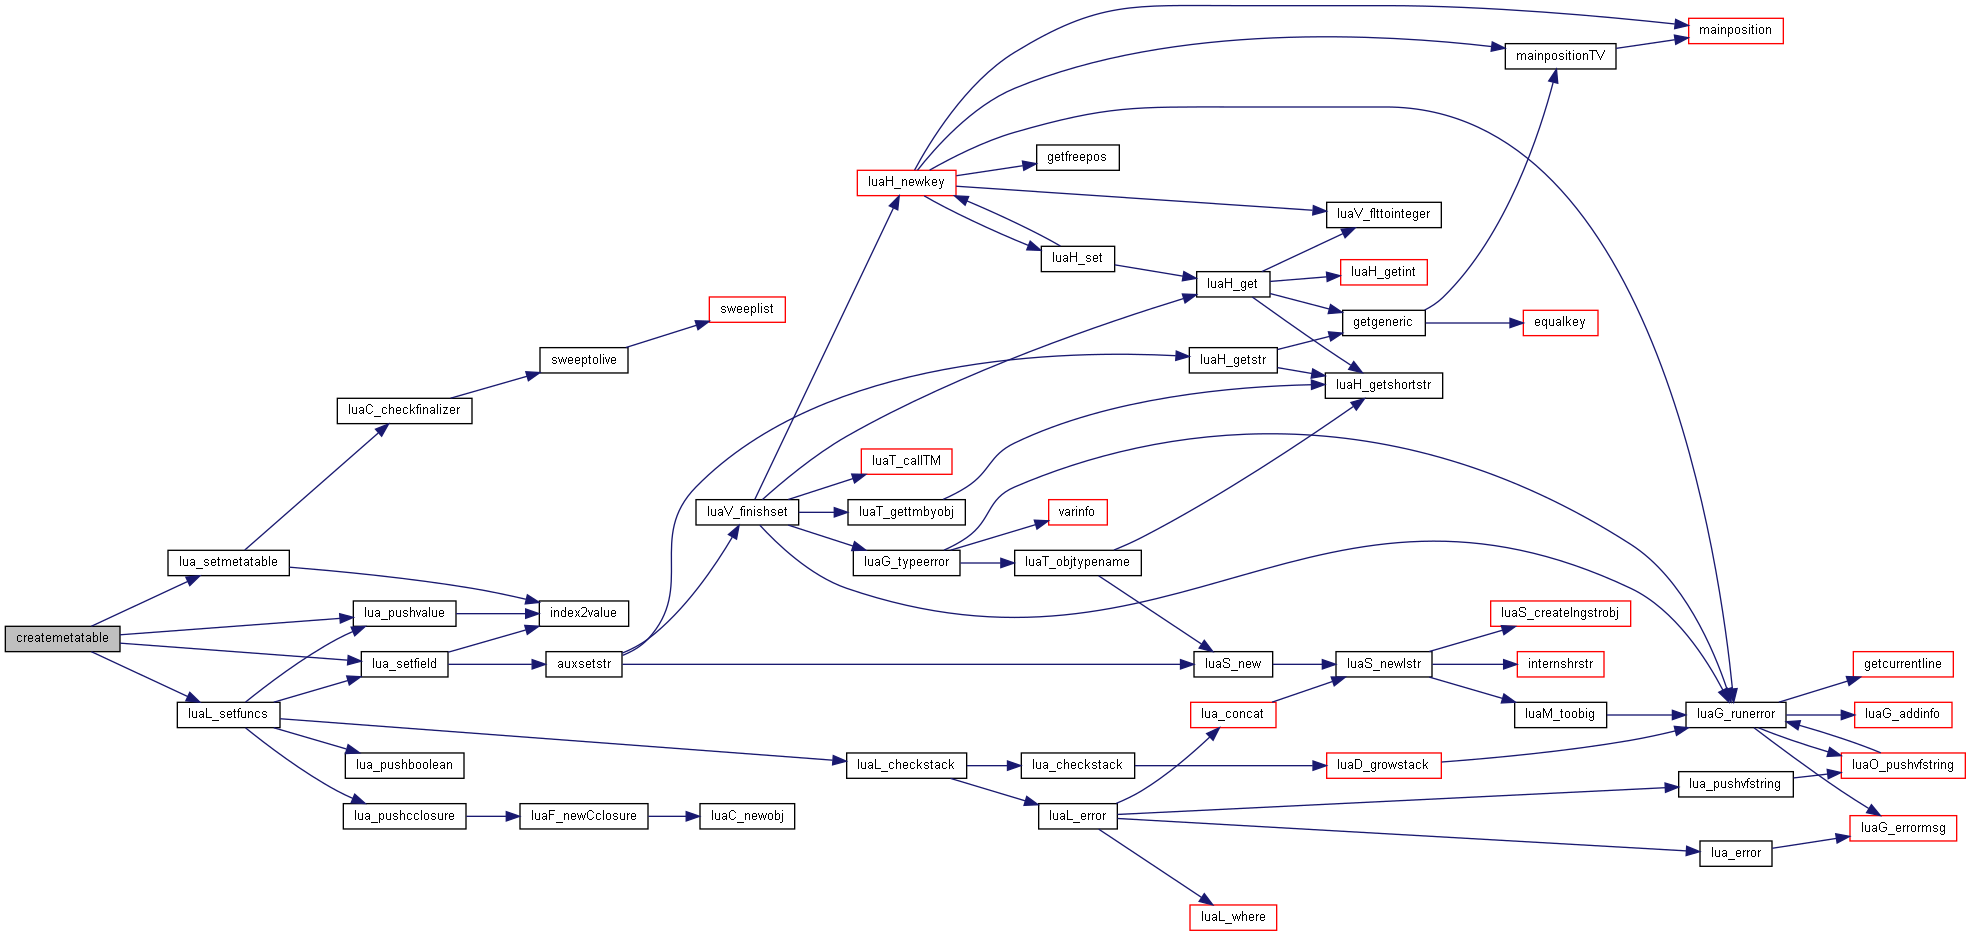 mainposition
mainpositionTV
getfreepos
luaH_newkey
luaV_flttointeger
luaH_set
luaH_getint
luaH_get
sweeplist
getgeneric
equalkey
sweeptolive
luaH_getstr
luaH_getshortstr
luaC_checkfinalizer
luaT_callTM
luaV_finishset
luaT_gettmbyobj
varinfo
lua_setmetatable
luaG_typeerror
luaT_objtypename
lua_pushvalue
index2value
luaS_createlngstrobj
createmetatable
lua_setfield
auxsetstr
luaS_new
luaS_newlstr
internshrstr
getcurrentline
luaL_setfuncs
lua_concat
luaM_toobig
luaG_runerror
luaG_addinfo
lua_pushboolean
luaL_checkstack
lua_checkstack
luaD_growstack
luaO_pushvfstring
lua_pushvfstring
lua_pushcclosure
luaF_newCclosure
luaC_newobj
luaL_error
luaG_errormsg
lua_error
luaL_where